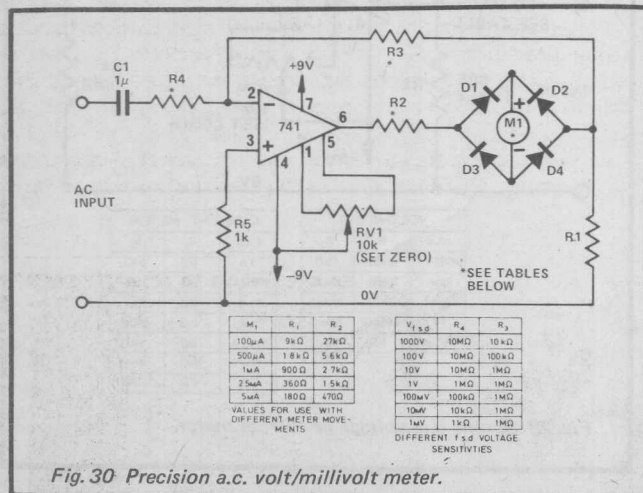 C1
1μ
R4
*
R3
*
+9V
2
−
7
741
6
3
+
4
1
5
R2
*
D1
D2
+
M1
*
−
D3
D4
AC
INPUT
R5
1k
RV1
10k
(SET ZERO)
R1
−9V
0V
*SEE TABLES
BELOW
M1 R1 R2
100μA 9kΩ 27kΩ
500μA 1 8kΩ 5 6kΩ
1mA 900Ω 2 7kΩ
2 5mA 360Ω 1 5kΩ
5mA 180Ω 470Ω
VALUES FOR USE WITH
DIFFERENT METER MOVE-
MENTS
Vfsd R4 R3
1000V 10MΩ 10kΩ
100V 10MΩ 100kΩ
10V 10MΩ 1MΩ
1V 1MΩ 1MΩ
100mV 100kΩ 1MΩ
10mV 10kΩ 1MΩ
1mV 1kΩ 1MΩ
DIFFERENT fsd VOLTAGE
SENSITIVTIES
Fig. 30 Precision a.c. volt/millivolt meter.